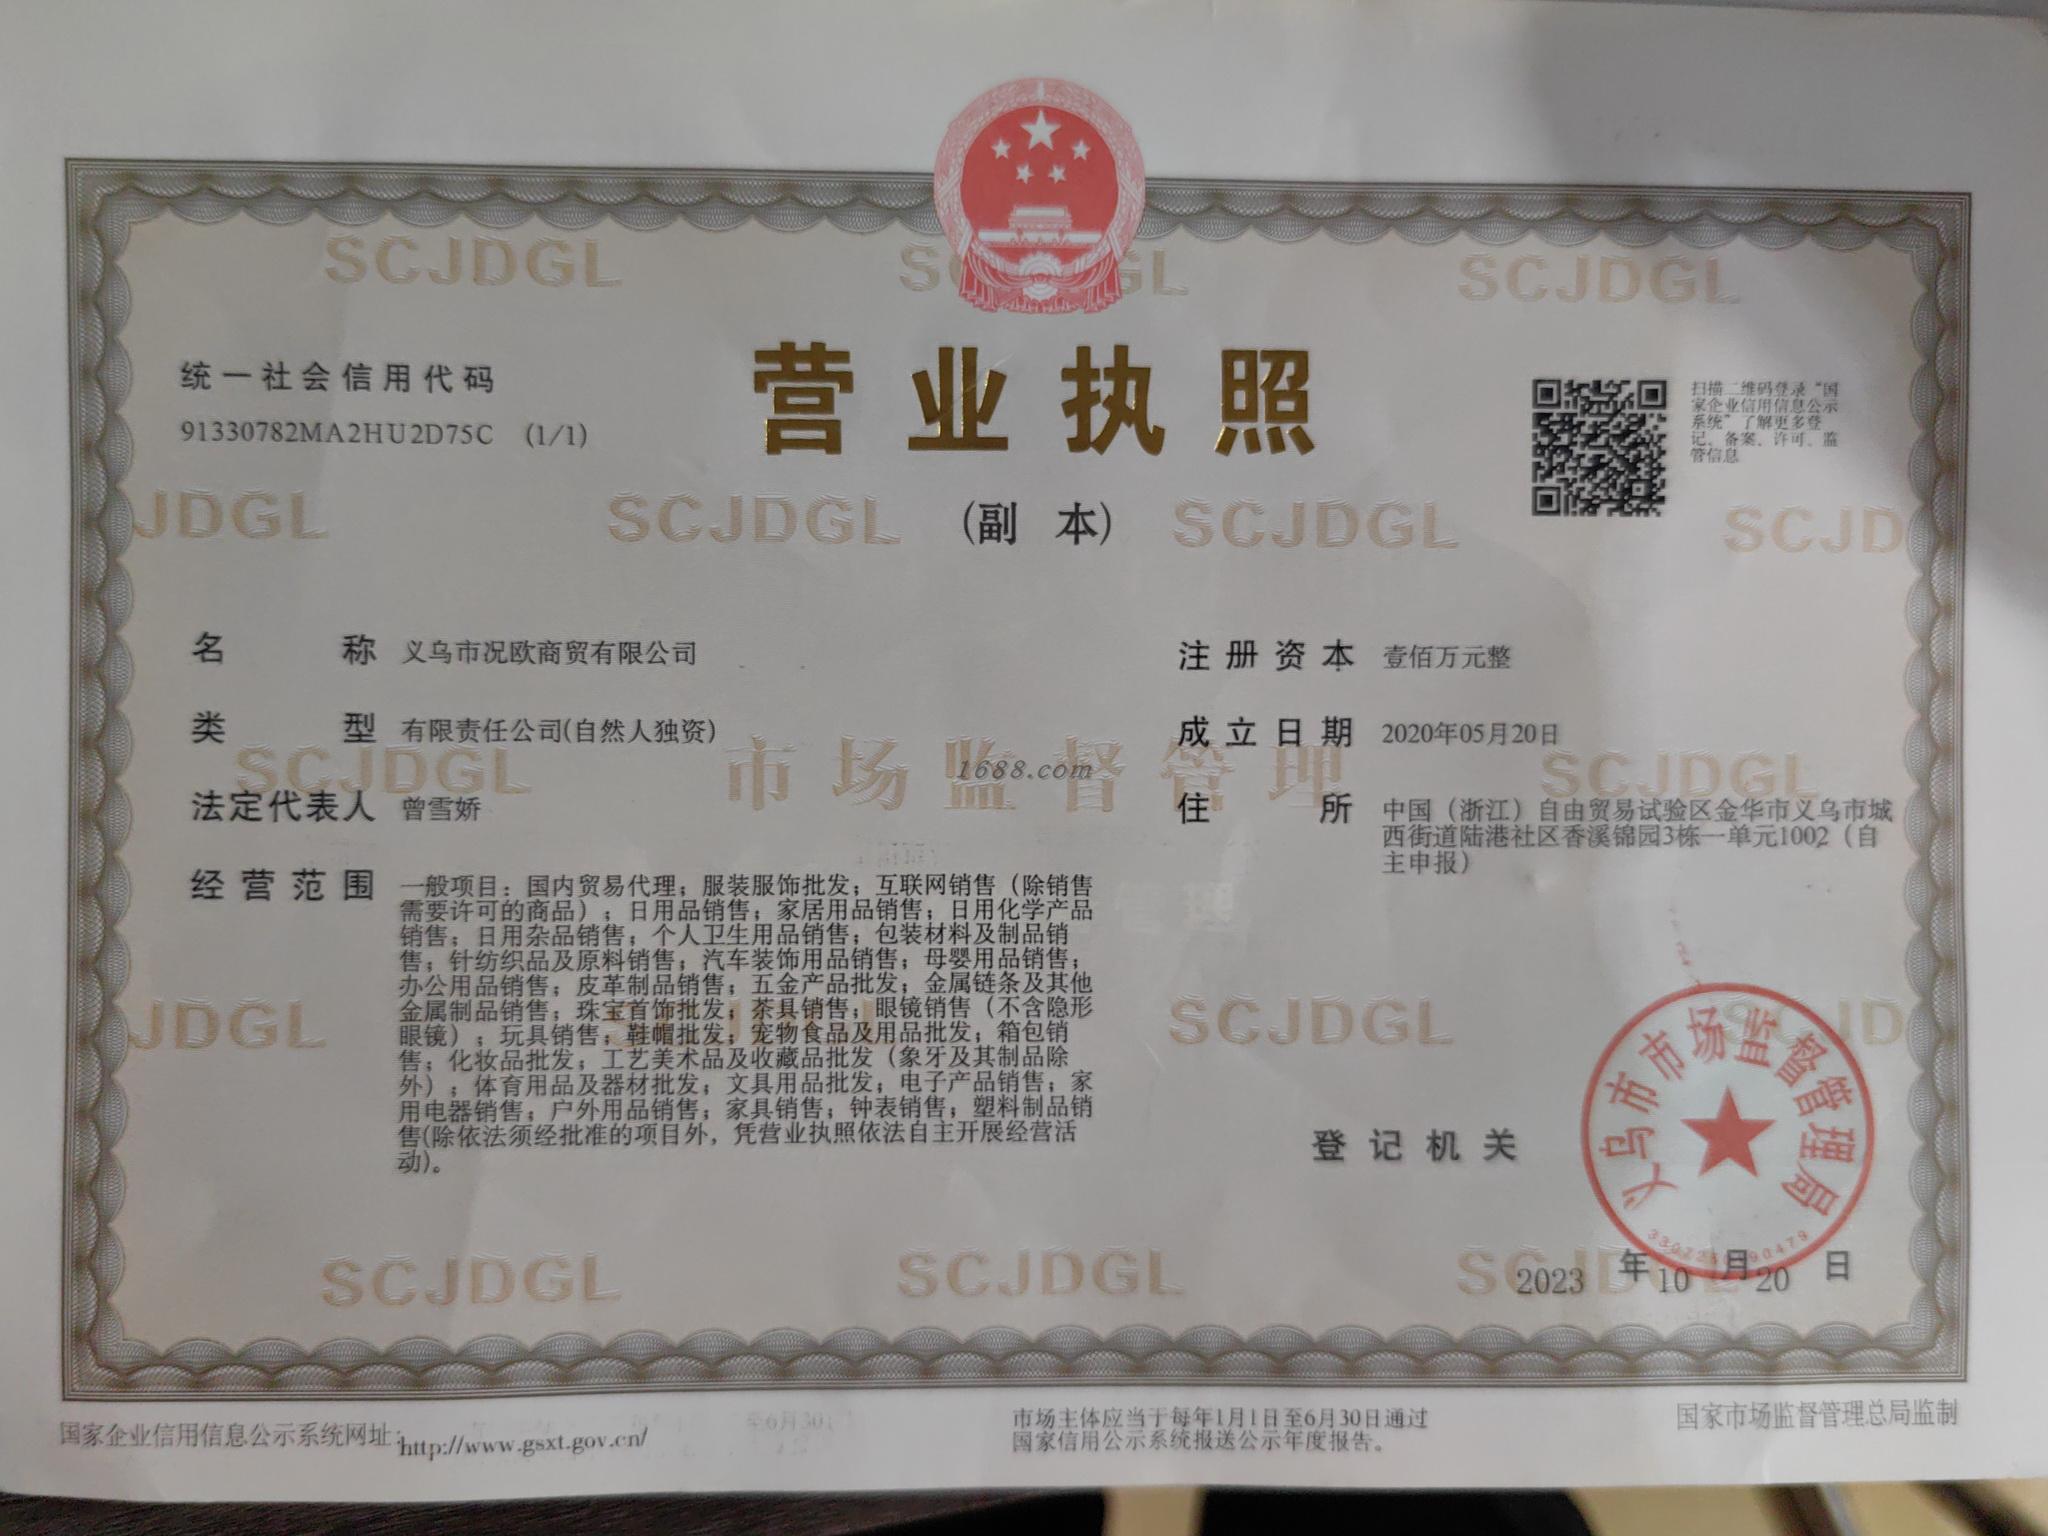 SCJDGL
SCJDGL
统一社会信用代码
91330782MA2HU2D75C (1/1)
营业执照
(副 本)
扫描二维码登录“国
家企业信用信息公示
系统”了解更多登
记、备案、许可、监
管信息
JDGL
SCJDGL
SCJDGL
SCJD
名 称 义乌市况欧商贸有限公司
类 型 有限责任公司(自然人独资)
法定代表人 曾雪娇
经营范围 一般项目：国内贸易代理；服装服饰批发；互联网销售（除销售
需要许可的商品）；日用品销售；家居用品销售；日用化学产品
销售；日用杂品销售；个人卫生用品销售；包装材料及制品销
售；针纺织品及原料销售；汽车装饰用品销售；母婴用品销售；
办公用品销售；皮革制品销售；五金产品批发；金属链条及其他
金属制品销售；珠宝首饰批发；茶具销售；眼镜销售（不含隐形
眼镜）；玩具销售；鞋帽批发；宠物食品及用品批发；箱包销
售；化妆品批发；工艺美术品及收藏品批发（象牙及其制品除
外）；体育用品及器材批发；文具用品批发；电子产品销售；家
用电器销售；户外用品销售；家具销售；钟表销售；塑料制品销
售(除依法须经批准的项目外，凭营业执照依法自主开展经营活
动)。
注册资本 壹佰万元整
成立日期 2020年05月20日
住 所 中国（浙江）自由贸易试验区金华市义乌市城
西街道陆港社区香溪锦园3栋一单元1002（自
主申报）
SCJDGL
市场监督管理
1688.com
SCJDGL
JDGL
SCJDGL
登记机关
义乌市市场监督管理局
2023 年 10 月 20 日
SCJDGL
SCJDGL
国家企业信用信息公示系统网址：http://www.gsxt.gov.cn/
市场主体应当于每年1月1日至6月30日通过
国家信用公示系统报送公示年度报告。
国家市场监督管理总局监制